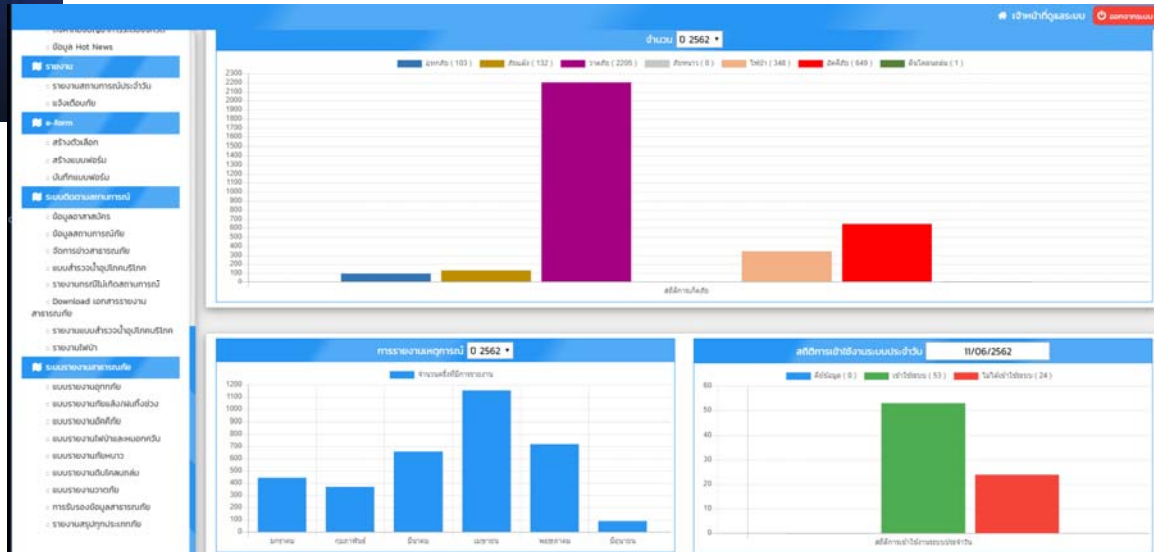 เจ้าหน้าที่ดูแลระบบ
ออกจากระบบ
ข้อมูล Hot News
รายงาน
รายงานสถานการณ์ประจำวัน
แจ้งเตือนภัย
e-form
สร้างตัวเลือก
สร้างแบบฟอร์ม
บันทึกแบบฟอร์ม
ระบบติดตามสถานการณ์
ข้อมูลอาสาสมัคร
ข้อมูลสถานการณ์ภัย
จัดการข่าวสาธารณภัย
แบบสำรวจน้ำอุปโภคบริโภค
รายงานกรณีไม่เกิดสถานการณ์
Download เอกสารรายงาน
สาธารณภัย
รายงานแบบสำรวจน้ำอุปโภคบริโภค
รายงานไฟป่า
ระบบรายงานสาธารณภัย
แบบรายงานอุทกภัย
แบบรายงานภัยแล้ง/ฝนทิ้งช่วง
แบบรายงานอัคคีภัย
แบบรายงานไฟป่าและหมอกควัน
แบบรายงานภัยหนาว
แบบรายงานดินโคลนถล่ม
แบบรายงานวาตภัย
การรับรองข้อมูลสาธารณภัย
รายงานสรุปทุกประเภทภัย
จำนวน ปี 2562
อุทกภัย ( 103 ) ภัยแล้ง ( 132 ) วาตภัย ( 2205 ) ภัยหนาว ( 0 ) ไฟป่า ( 348 ) อัคคีภัย ( 649 ) ดินโคลนถล่ม ( 1 )
2300
2200
2100
2000
1900
1800
1700
1600
1500
1400
1300
1200
1100
1000
900
800
700
600
500
400
300
200
100
0
สถิติการเกิดภัย
การรายงานเหตุการณ์ ปี 2562
จำนวนครั้งที่มีการรายงาน
1200
1100
1000
900
800
700
600
500
400
300
200
100
0
มกราคม กุมภาพันธ์ มีนาคม เมษายน พฤษภาคม มิถุนายน
สถิติการเข้าใช้งานระบบประจำวัน 11/06/2562
คีย์ข้อมูล ( 0 ) เข้าใช้ระบบ ( 53 ) ไม่ได้เข้าใช้ระบบ ( 24 )
60
50
40
30
20
10
0
สถิติการเข้าใช้งานระบบประจำวัน